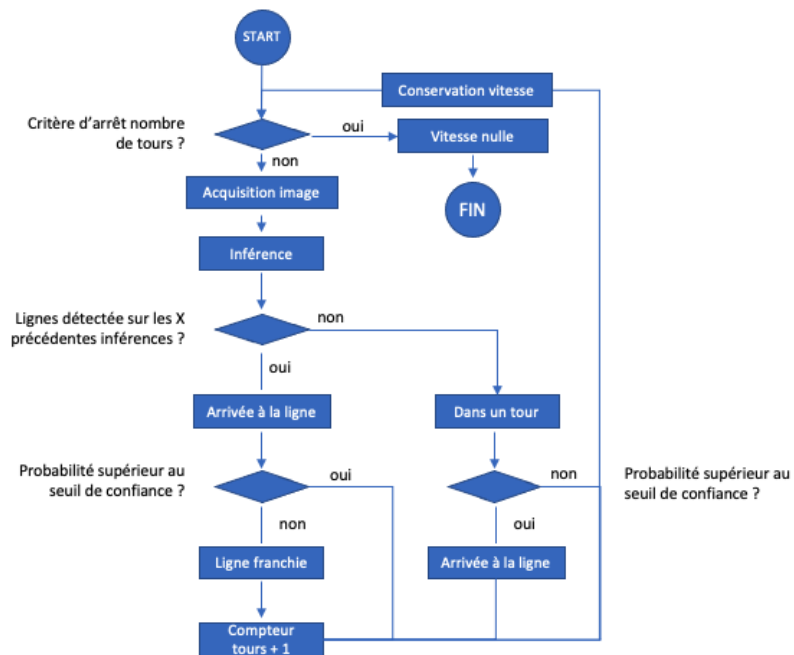 START
Conservation vitesse
Critère d'arrêt nombre
de tours ?
oui
Vitesse nulle
non
Acquisition image
FIN
Inférence
Lignes détectée sur les X
précédentes inférences ?
non
oui
Arrivée à la ligne
Dans un tour
Probabilité supérieur au
seuil de confiance ?
oui
non
Probabilité supérieur au
seuil de confiance ?
non
oui
Ligne franchie
Arrivée à la ligne
Compteur
tours + 1